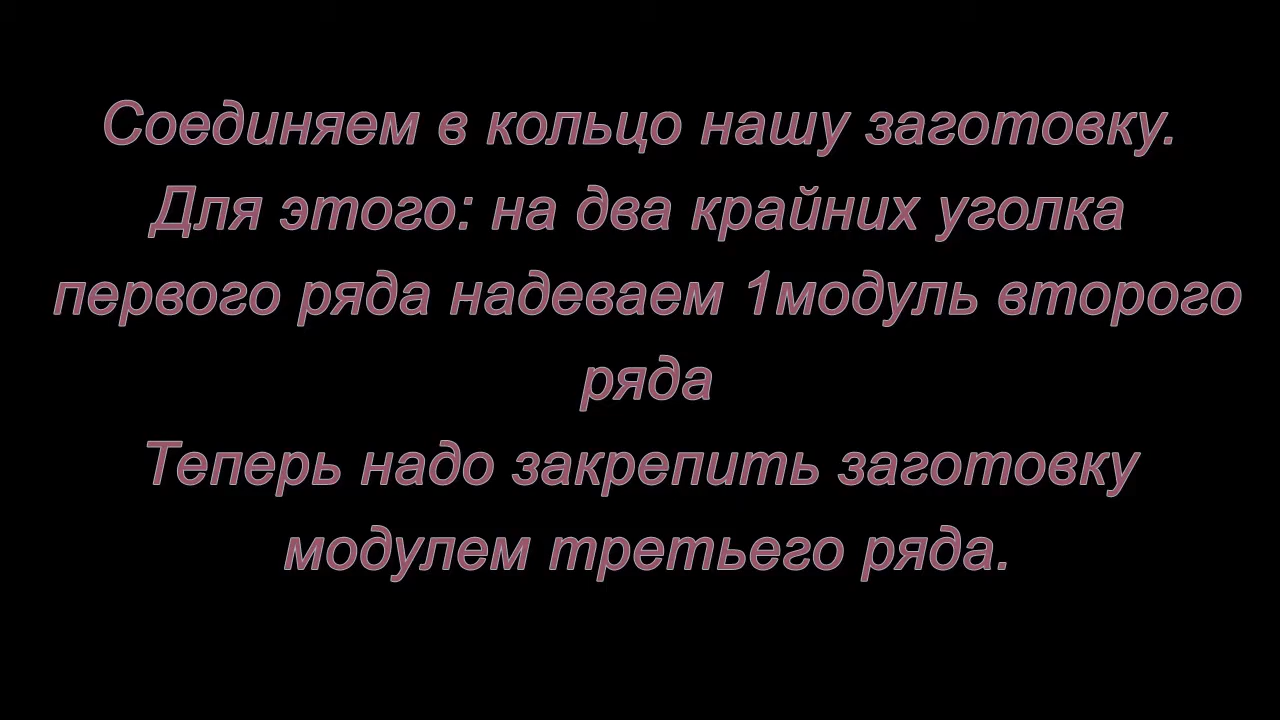 Соединяем в кольцо нашу заготовку.
Для этого: на два крайних уголка
первого ряда надеваем 1модуль второго
ряда
Теперь надо закрепить заготовку
модулем третьего ряда.